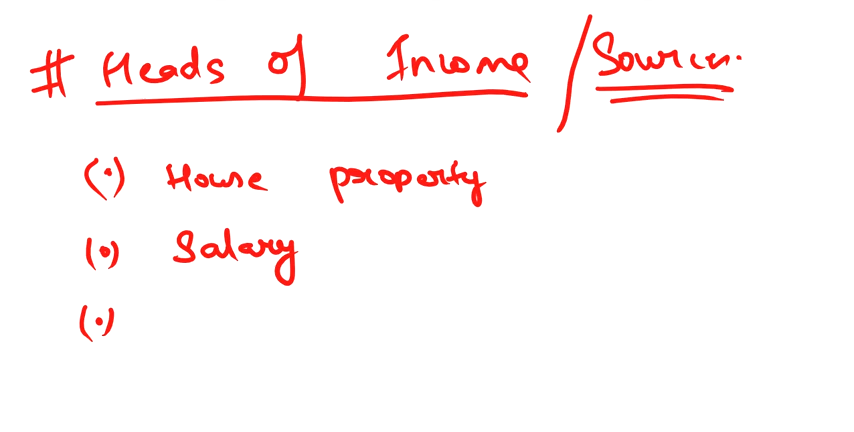 # Heads of Income / Sources.
(•) House property
(•) Salary
(•)